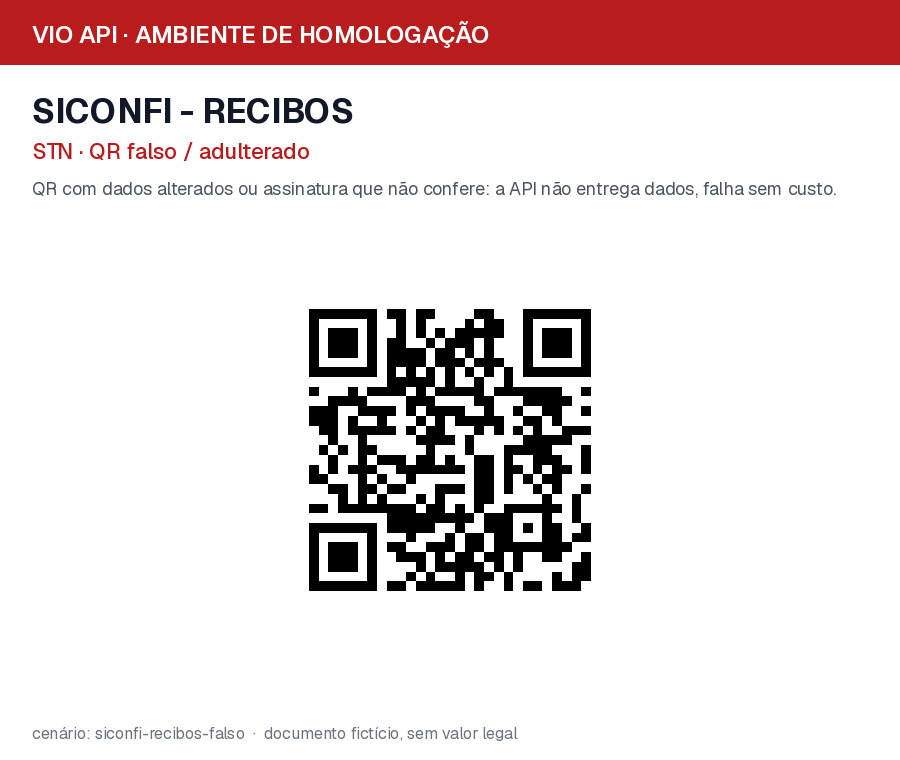 VIO API · AMBIENTE DE HOMOLOGAÇÃO
SICONFI - RECIBOS
STN · QR falso / adulterado
QR com dados alterados ou assinatura que não confere: a API não entrega dados, falha sem custo.
cenário: siconfi-recibos-falso · documento fictício, sem valor legal